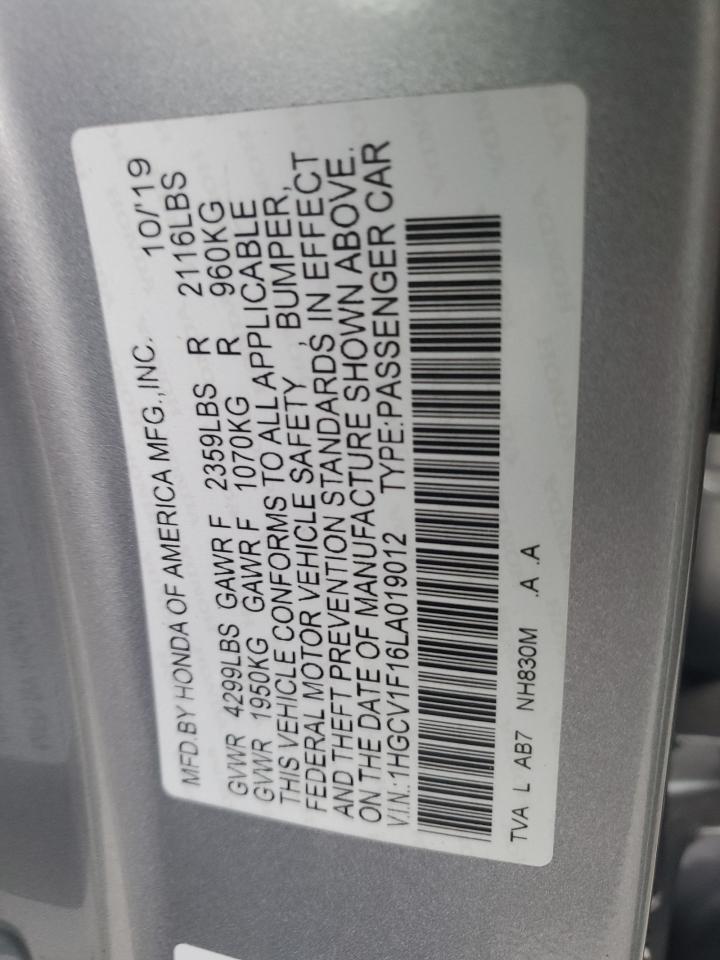 MFD.BY HONDA OF AMERICA MFG.,INC. 10/'19
GVWR 4299LBS GAWR F 2359LBS R 2116LBS
GVWR 1950KG GAWR F 1070KG R 960KG
THIS VEHICLE CONFORMS TO ALL APPLICABLE
FEDERAL MOTOR VEHICLE SAFETY, BUMPER,
AND THEFT PREVENTION STANDARDS IN EFFECT
ON THE DATE OF MANUFACTURE SHOWN ABOVE.
V.I.N.:1HGCV1F16LA019012 TYPE:PASSENGER CAR
TVA L AB7 NH830M .A .A